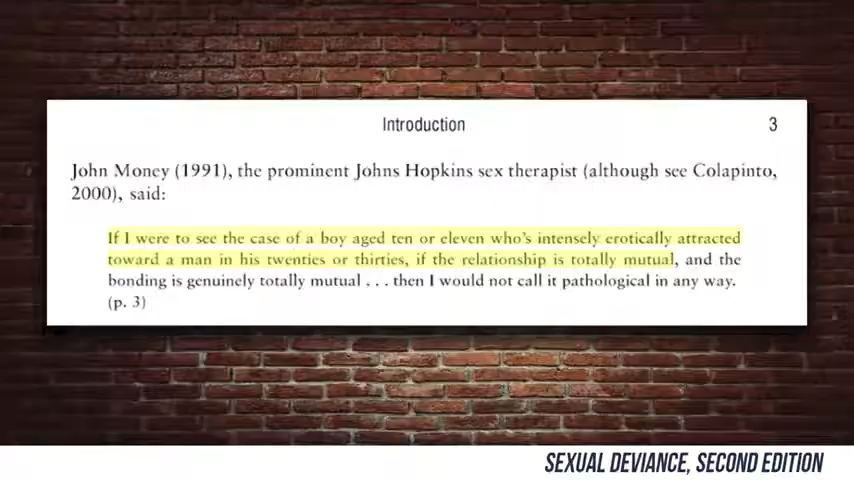 Introduction 3
John Money (1991), the prominent Johns Hopkins sex therapist (although see Colapinto,
2000), said:
If I were to see the case of a boy aged ten or eleven who's intensely erotically attracted
toward a man in his twenties or thirties, if the relationship is totally mutual, and the
bonding is genuinely totally mutual . . . then I would not call it pathological in any way.
(p. 3)
SEXUAL DEVIANCE, SECOND EDITION